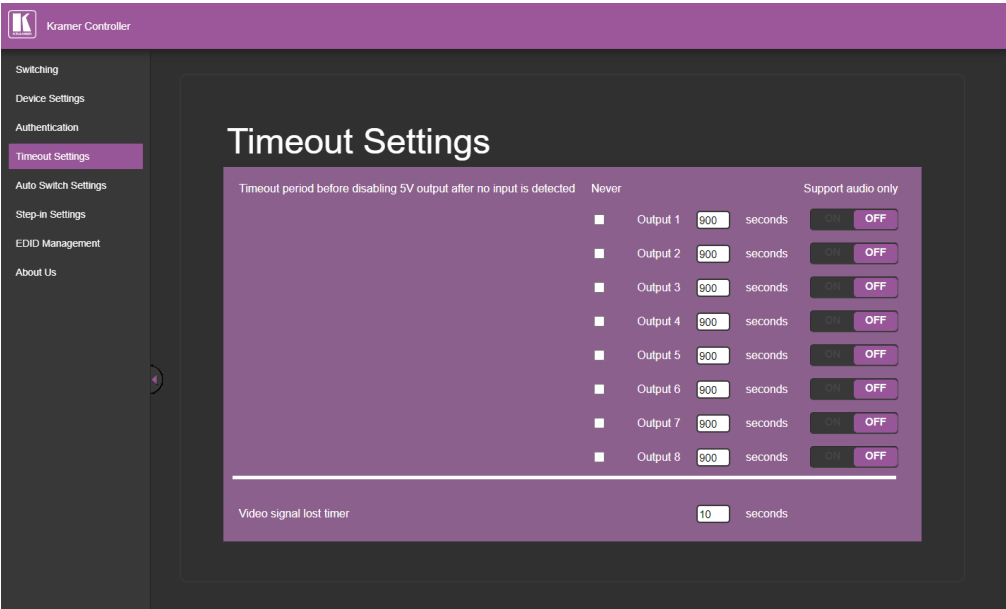 Kramer Controller
Switching
Device Settings
Authentication
Timeout Settings
Auto Switch Settings
Step-in Settings
EDID Management
About Us
Timeout Settings
Timeout period before disabling 5V output after no input is detected Never Support audio only
Output 1 900 seconds ON OFF
Output 2 900 seconds ON OFF
Output 3 900 seconds ON OFF
Output 4 900 seconds ON OFF
Output 5 900 seconds ON OFF
Output 6 900 seconds ON OFF
Output 7 900 seconds ON OFF
Output 8 900 seconds ON OFF
Video signal lost timer 10 seconds